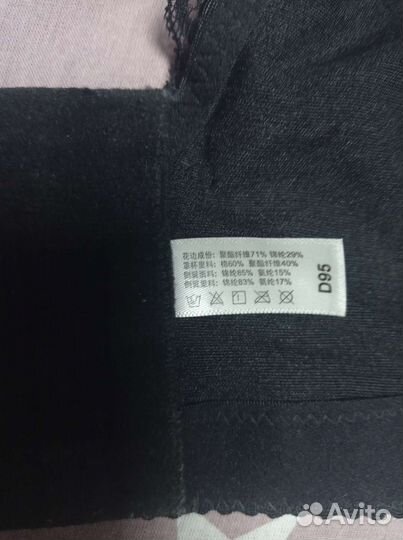 花边成份：聚酯纤维71% 锦纶29%
罩杯里料：棉60% 聚酯纤维40%
侧翼面料：锦纶85% 氨纶15%
侧翼里料：锦纶83% 氨纶17%
D95
Avito